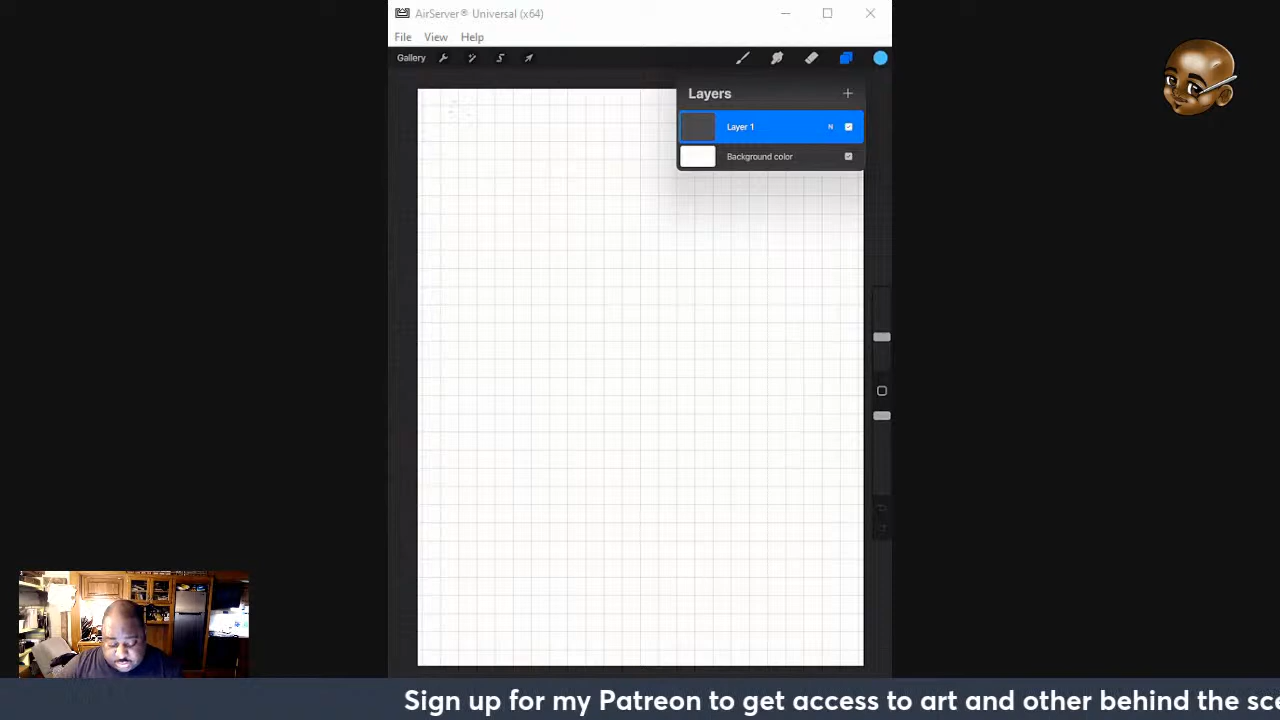 AirServer® Universal (x64)
File View Help
Gallery
Layers
Layer 1 N
Background color
Sign up for my Patreon to get access to art and other behind the